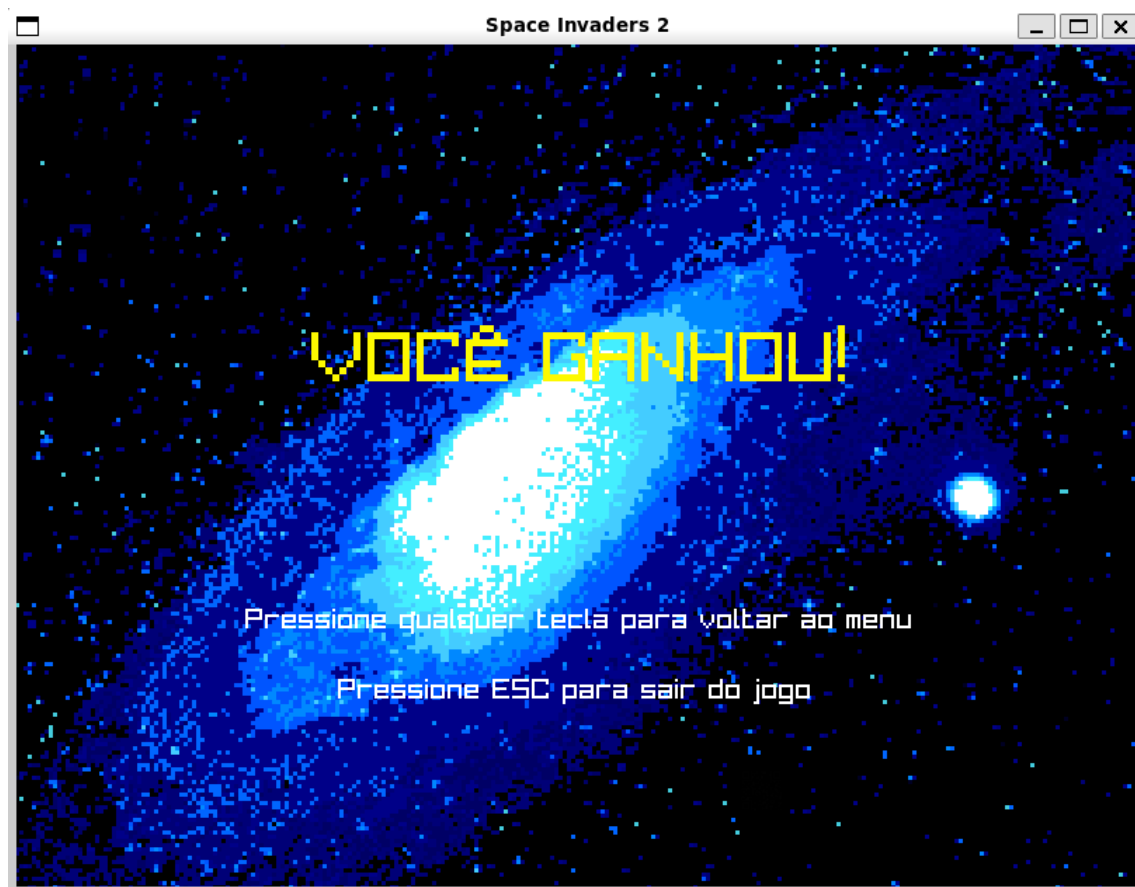 Space Invaders 2
VOCÊ GANHOU!
Pressione qualquer tecla para voltar ao menu
Pressione ESC para sair do jogo